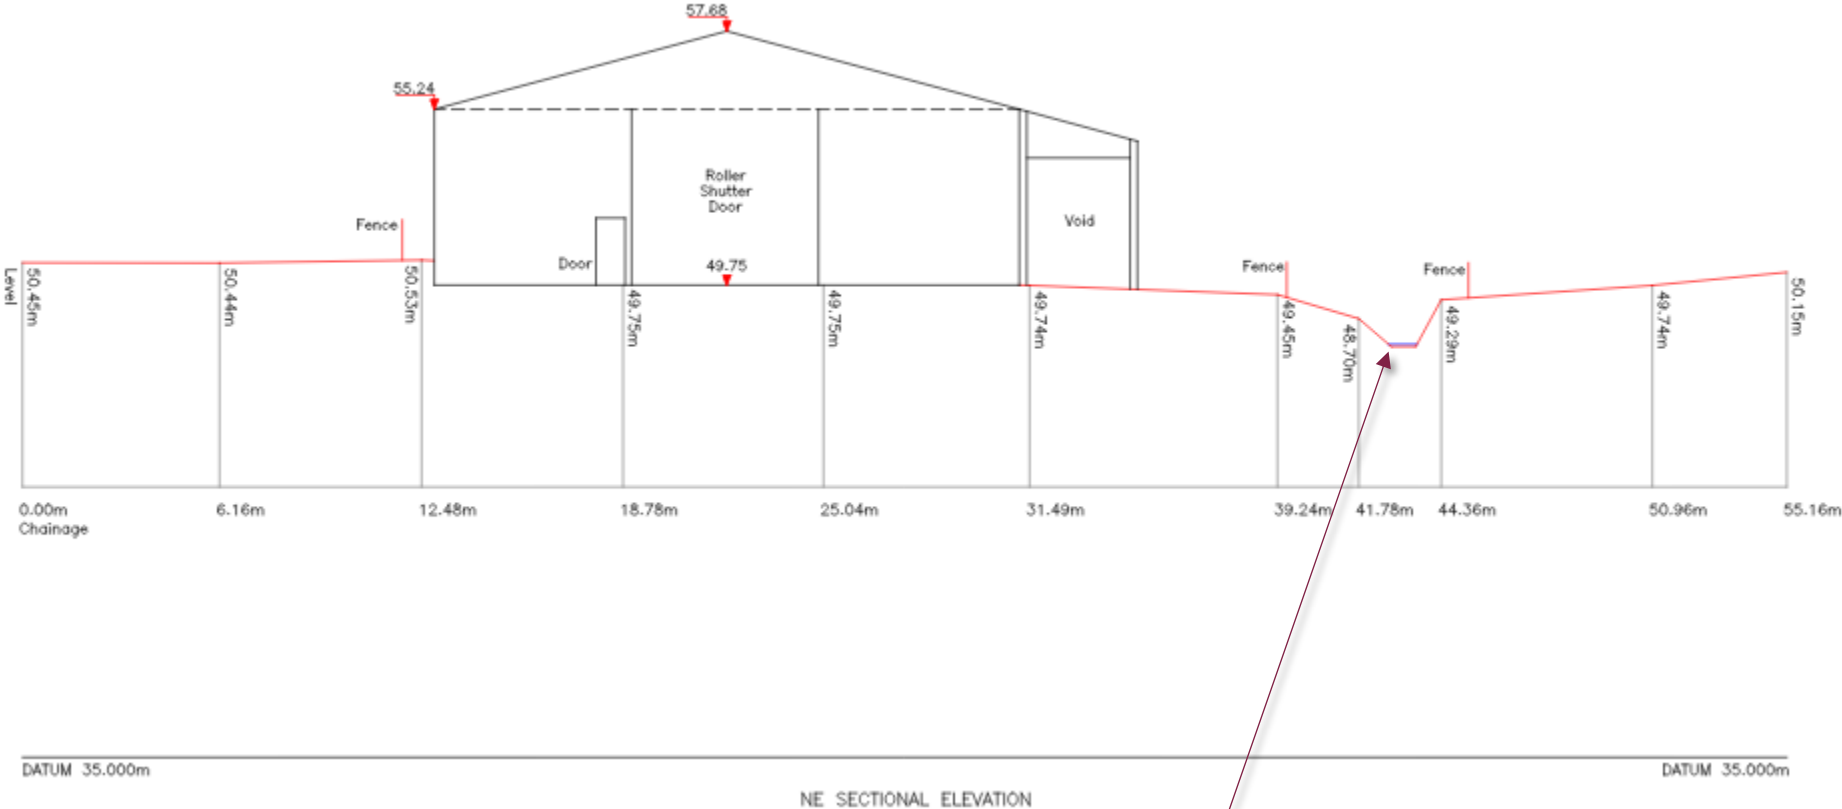 57.68
55.24
Roller
Shutter
Door
Void
Fence
Door
49.75
Fence
Fence
Level
50.45m
50.44m
50.53m
49.75m
49.75m
49.74m
49.45m
48.70m
49.29m
49.74m
50.15m
0.00m
6.16m
12.48m
18.78m
25.04m
31.49m
39.24m
41.78m
44.36m
50.96m
55.16m
Chainage
DATUM 35.000m
DATUM 35.000m
NE SECTIONAL ELEVATION